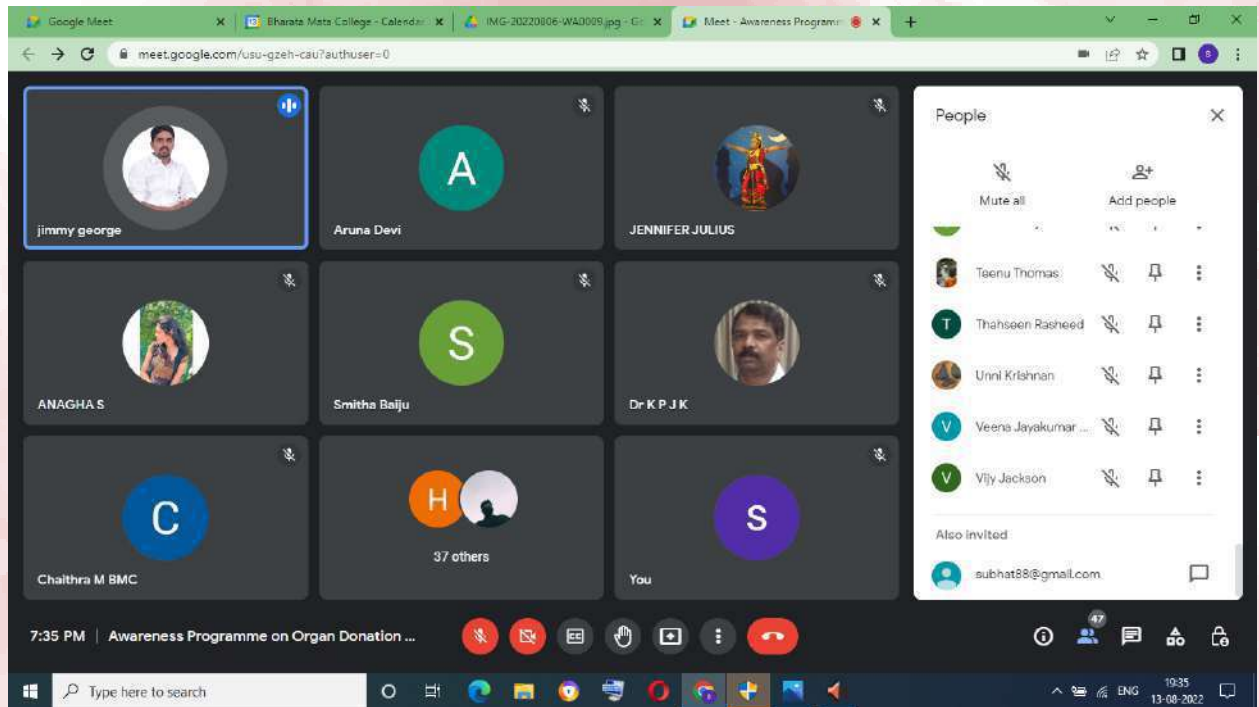 Google Meet
Bharata Mata College - Calendar
IMG-20220806-WA0009.jpg - Go
Meet - Awareness Programm
meet.google.com/usu-gzeh-cau?authuser=0
S
jimmy george
A
Aruna Devi
JENNIFER JULIUS
ANAGHA S
S
Smitha Baiju
Dr K P J K
C
Chaithra M BMC
H
37 others
S
You
People
Mute all
Add people
Teenu Thomas
T
Thahseen Rasheed
Unni Krishnan
V
Veena Jayakumar ...
V
Vijy Jackson
Also invited
subhat88@gmail.com
7:35 PM | Awareness Programme on Organ Donation ...
47
Type here to search
ENG
19:35
13-08-2022